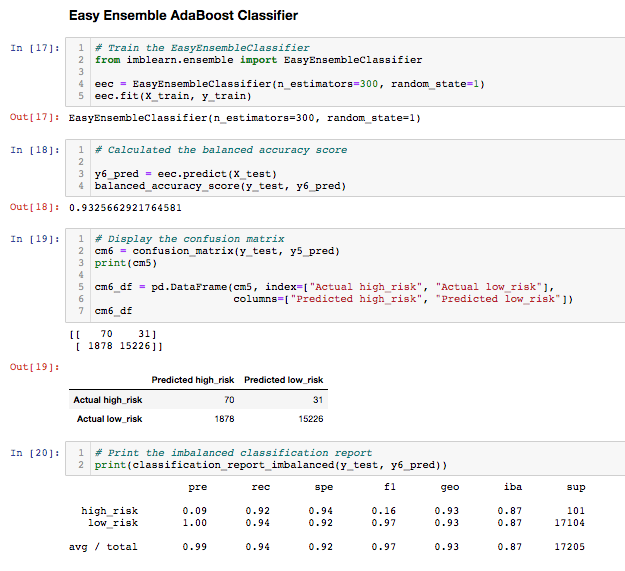 Easy Ensemble AdaBoost Classifier
In [17]:
1 # Train the EasyEnsembleClassifier
2 from imblearn.ensemble import EasyEnsembleClassifier
3
4 eec = EasyEnsembleClassifier(n_estimators=300, random_state=1)
5 eec.fit(X_train, y_train)
Out[17]: EasyEnsembleClassifier(n_estimators=300, random_state=1)
In [18]:
1 # Calculated the balanced accuracy score
2
3 y6_pred = eec.predict(X_test)
4 balanced_accuracy_score(y_test, y6_pred)
Out[18]: 0.9325662921764581
In [19]:
1 # Display the confusion matrix
2 cm6 = confusion_matrix(y_test, y5_pred)
3 print(cm5)
4
5 cm6_df = pd.DataFrame(cm5, index=["Actual high_risk", "Actual low_risk"],
6 columns=["Predicted high_risk", "Predicted low_risk"])
7 cm6_df
[[ 70 31]
[ 1878 15226]]
Out[19]:
Predicted high_risk Predicted low_risk
Actual high_risk 70 31
Actual low_risk 1878 15226
In [20]:
1 # Print the imbalanced classification report
2 print(classification_report_imbalanced(y_test, y6_pred))
pre rec spe f1 geo iba sup
high_risk 0.09 0.92 0.94 0.16 0.93 0.87 101
low_risk 1.00 0.94 0.92 0.97 0.93 0.87 17104
avg / total 0.99 0.94 0.92 0.97 0.93 0.87 17205